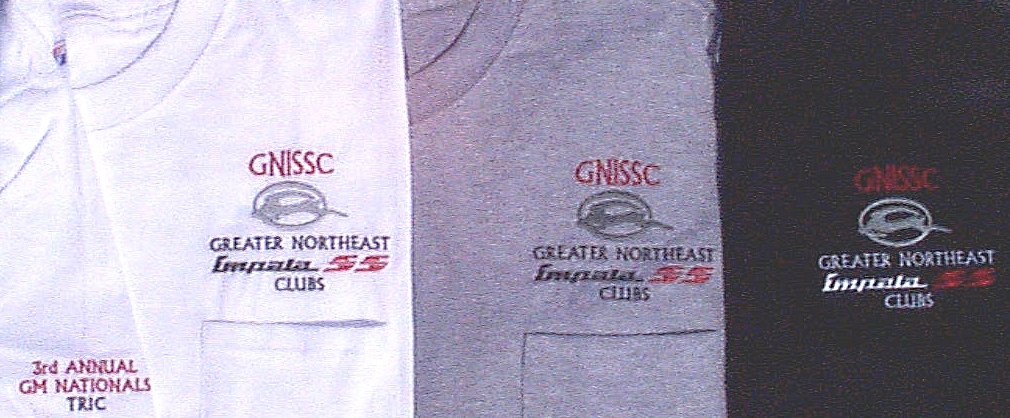 GNISSC
GREATER NORTHEAST
Impala SS
CLUBS
3rd ANNUAL
GM NATIONALS
TRIC
GNISSC
GREATER NORTHEAST
Impala SS
CLUBS
GNISSC
GREATER NORTHEAST
Impala SS
CLUBS